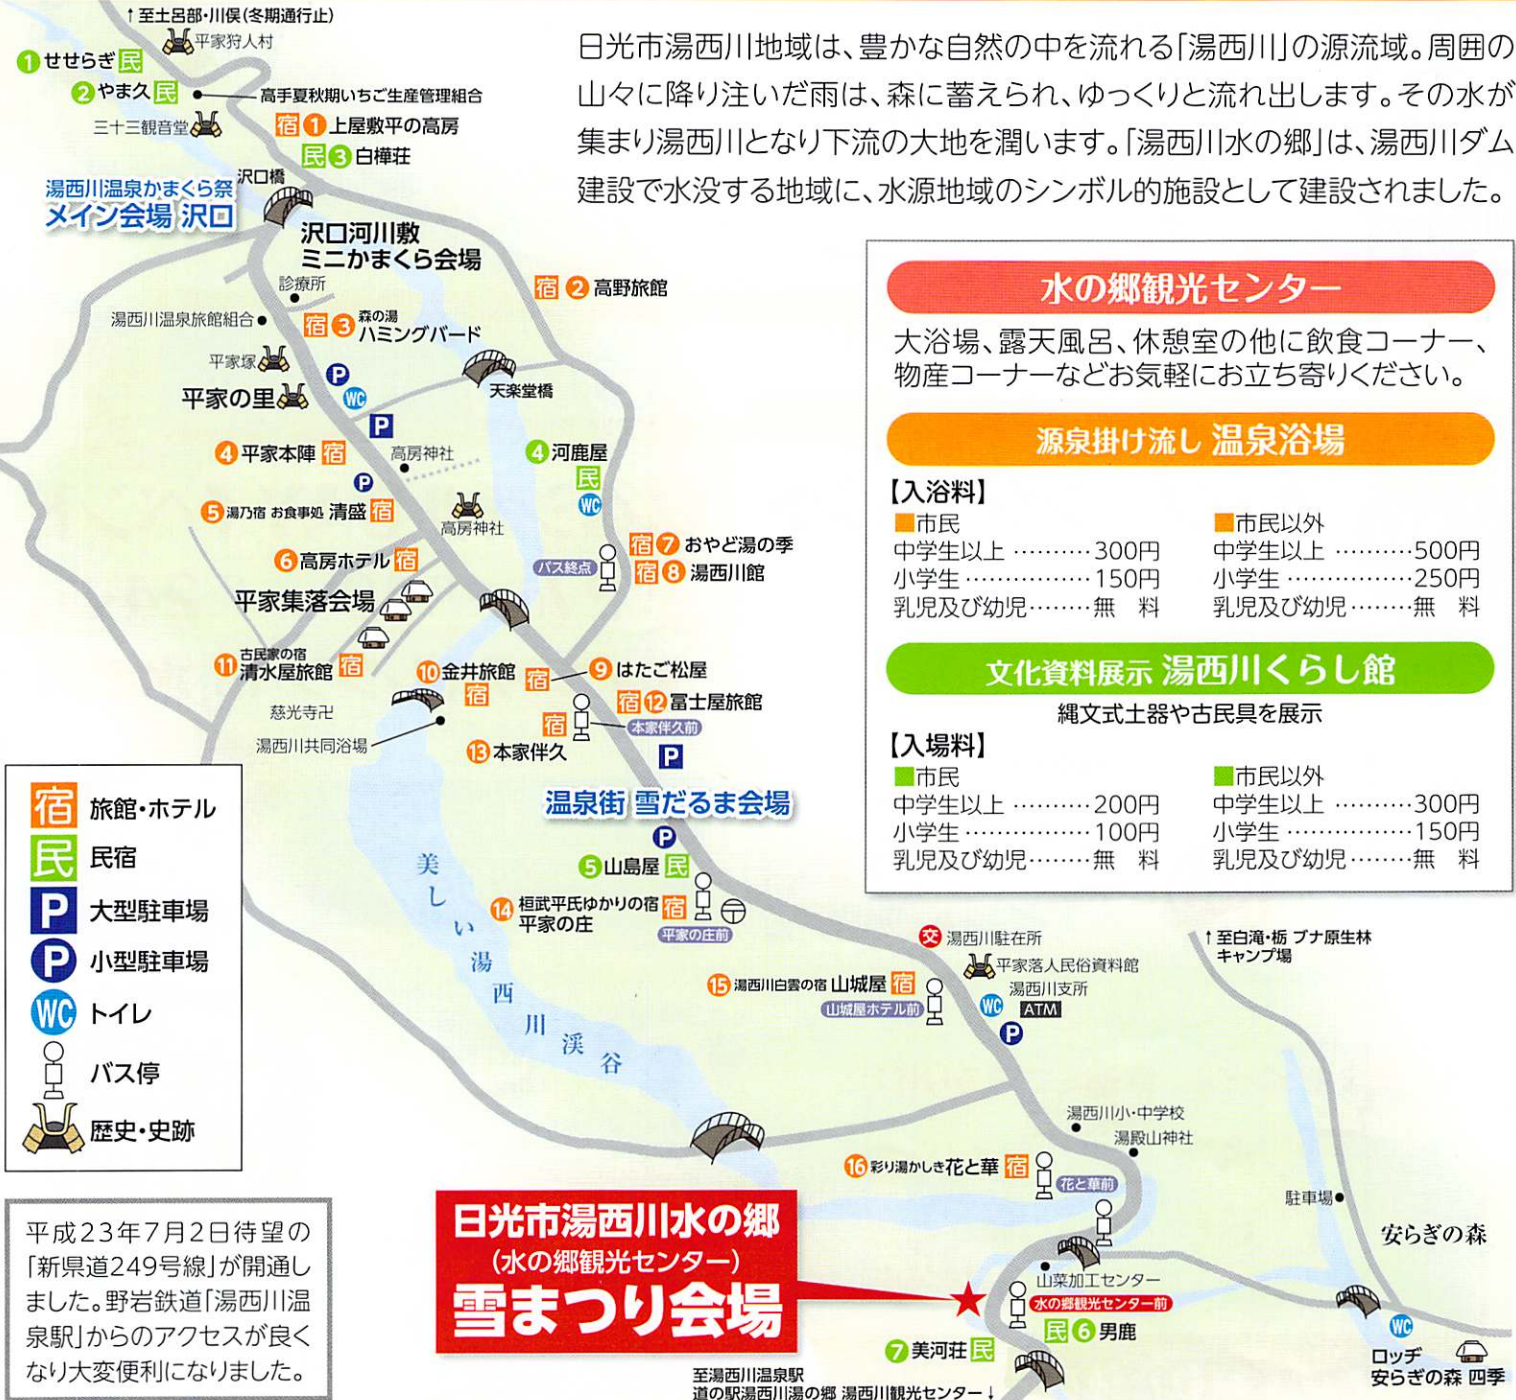 ↑至土呂部・川俣(冬期通行止)
平家狩人村
1 せせらぎ 民
2 やま久 民
高手夏秋期いちご生産管理組合
三十三観音堂
宿 1 上屋敷平の高房
民 3 白樺荘
沢口橋
湯西川温泉かまくら祭
メイン会場 沢口
沢口河川敷
ミニかまくら会場
診療所
宿 2 高野旅館
湯西川温泉旅館組合
宿 3 森の湯
ハミングバード
平家塚
P
平家の里
WC
天楽堂橋
P
4 平家本陣 宿
高房神社
4 河鹿屋
民
P
WC
5 湯乃宿 お食事処 清盛 宿
高房神社
宿 7 おやど湯の季
6 高房ホテル 宿
バス終点
宿 8 湯西川館
平家集落会場
11 古民家の宿
清水屋旅館 宿
10 金井旅館
宿
宿
9 はたご松屋
宿 12 冨士屋旅館
慈光寺卍
宿
本家伴久前
湯西川共同浴場
13 本家伴久
P
温泉街 雪だるま会場
P
5 山島屋 民
美しい湯西川渓谷
14 桓武平氏ゆかりの宿
平家の庄 宿
〒
平家の庄前
交 湯西川駐在所
平家落人民俗資料館
15 湯西川白雲の宿 山城屋 宿
湯西川支所
山城屋ホテル前
WC ATM
P
↑至白滝・栃 ブナ原生林
キャンプ場
湯西川小・中学校
湯殿山神社
16 彩り湯かしき 花と華 宿
花と華前
駐車場
安らぎの森
山菜加工センター
水の郷観光センター前
民 6 男鹿
7 美河荘 民
WC
ロッヂ
安らぎの森 四季
至湯西川温泉駅
道の駅湯西川湯の郷 湯西川観光センター↓
日光市湯西川水の郷
(水の郷観光センター)
雪まつり会場
日光市湯西川地域は、豊かな自然の中を流れる「湯西川」の源流域。周囲の
山々に降り注いだ雨は、森に蓄えられ、ゆっくりと流れ出します。その水が
集まり湯西川となり下流の大地を潤います。「湯西川水の郷」は、湯西川ダム
建設で水没する地域に、水源地域のシンボル的施設として建設されました。
水の郷観光センター
大浴場、露天風呂、休憩室の他に飲食コーナー、
物産コーナーなどお気軽にお立ち寄りください。
源泉掛け流し 温泉浴場
【入浴料】
■市民
中学生以上 ‥‥‥‥‥300円
小学生 ‥‥‥‥‥‥‥150円
乳児及び幼児‥‥‥‥無 料
■市民以外
中学生以上 ‥‥‥‥‥500円
小学生 ‥‥‥‥‥‥‥250円
乳児及び幼児‥‥‥‥無 料
文化資料展示 湯西川くらし館
縄文式土器や古民具を展示
【入場料】
■市民
中学生以上 ‥‥‥‥‥200円
小学生 ‥‥‥‥‥‥‥100円
乳児及び幼児‥‥‥‥無 料
■市民以外
中学生以上 ‥‥‥‥‥300円
小学生 ‥‥‥‥‥‥‥150円
乳児及び幼児‥‥‥‥無 料
宿 旅館・ホテル
民 民宿
P 大型駐車場
P 小型駐車場
WC トイレ
バス停
歴史・史跡
平成23年7月2日待望の
「新県道249号線」が開通し
ました。野岩鉄道「湯西川温
泉駅」からのアクセスが良く
なり大変便利になりました。